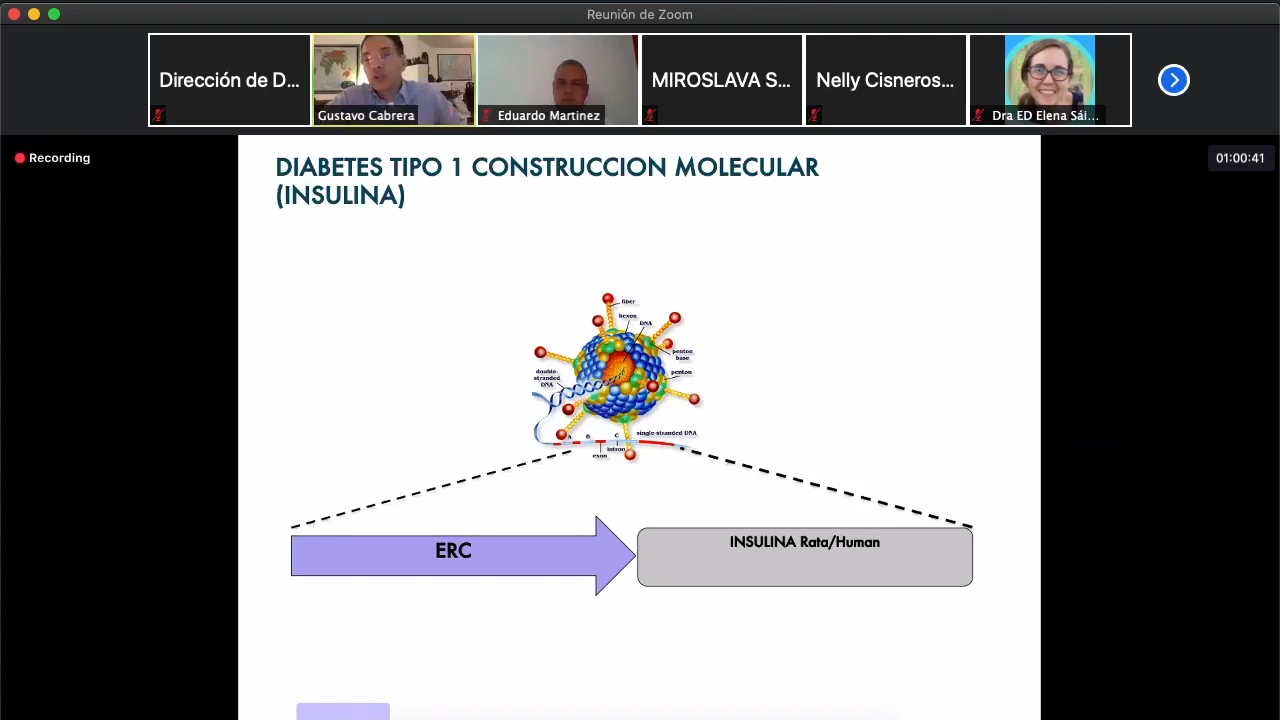 Reunión de Zoom
Dirección de D...
Gustavo Cabrera
Eduardo Martinez
MIROSLAVA S...
Nelly Cisneros...
Dra ED Elena Sái...
Recording
01:00:41
DIABETES TIPO 1 CONSTRUCCION MOLECULAR
(INSULINA)
fiber
hexon
DNA
penton
base
penton
double-
stranded
DNA
A
B
C
single-stranded DNA
intron
exon
ERC
INSULINA Rata/Human